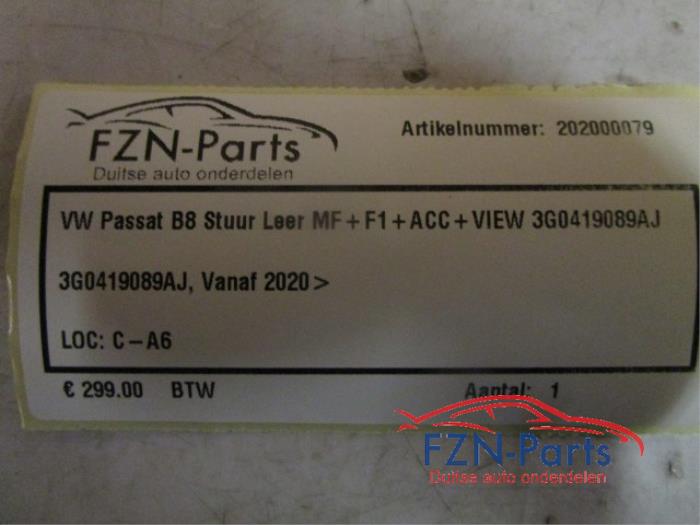 FZN-Parts
Duitse auto onderdelen
Artikelnummer: 202000079
VW Passat B8 Stuur Leer MF+F1+ACC+VIEW 3G0419089AJ
3G0419089AJ, Vanaf 2020>
LOC: C-A6
€ 299.00 BTW
Aantal: 1
FZN-Parts
Duitse auto onderdelen